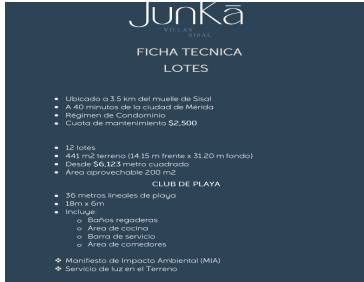 JunKā
VILLAS
SISAL
FICHA TECNICA
LOTES
• Ubicado a 3.5 km del muelle de Sisal
• A 40 minutos de la ciudad de Mérida
• Régimen de Condominio
• Cuota de mantenimiento $2,500
• 12 lotes
• 441 m2 terreno (14.15 m frente x 31.20 m fondo)
• Desde $6,123 metro cuadrado
• Área aprovechable 200 m2
CLUB DE PLAYA
• 36 metros lineales de playa
• 18m x 6m
• Incluye:
o Baños regaderas
o Área de cocina
o Barra de servicio
o Área de comedores
❖ Manifiesto de Impacto Ambiental (MIA)
❖ Servicio de luz en el Terreno